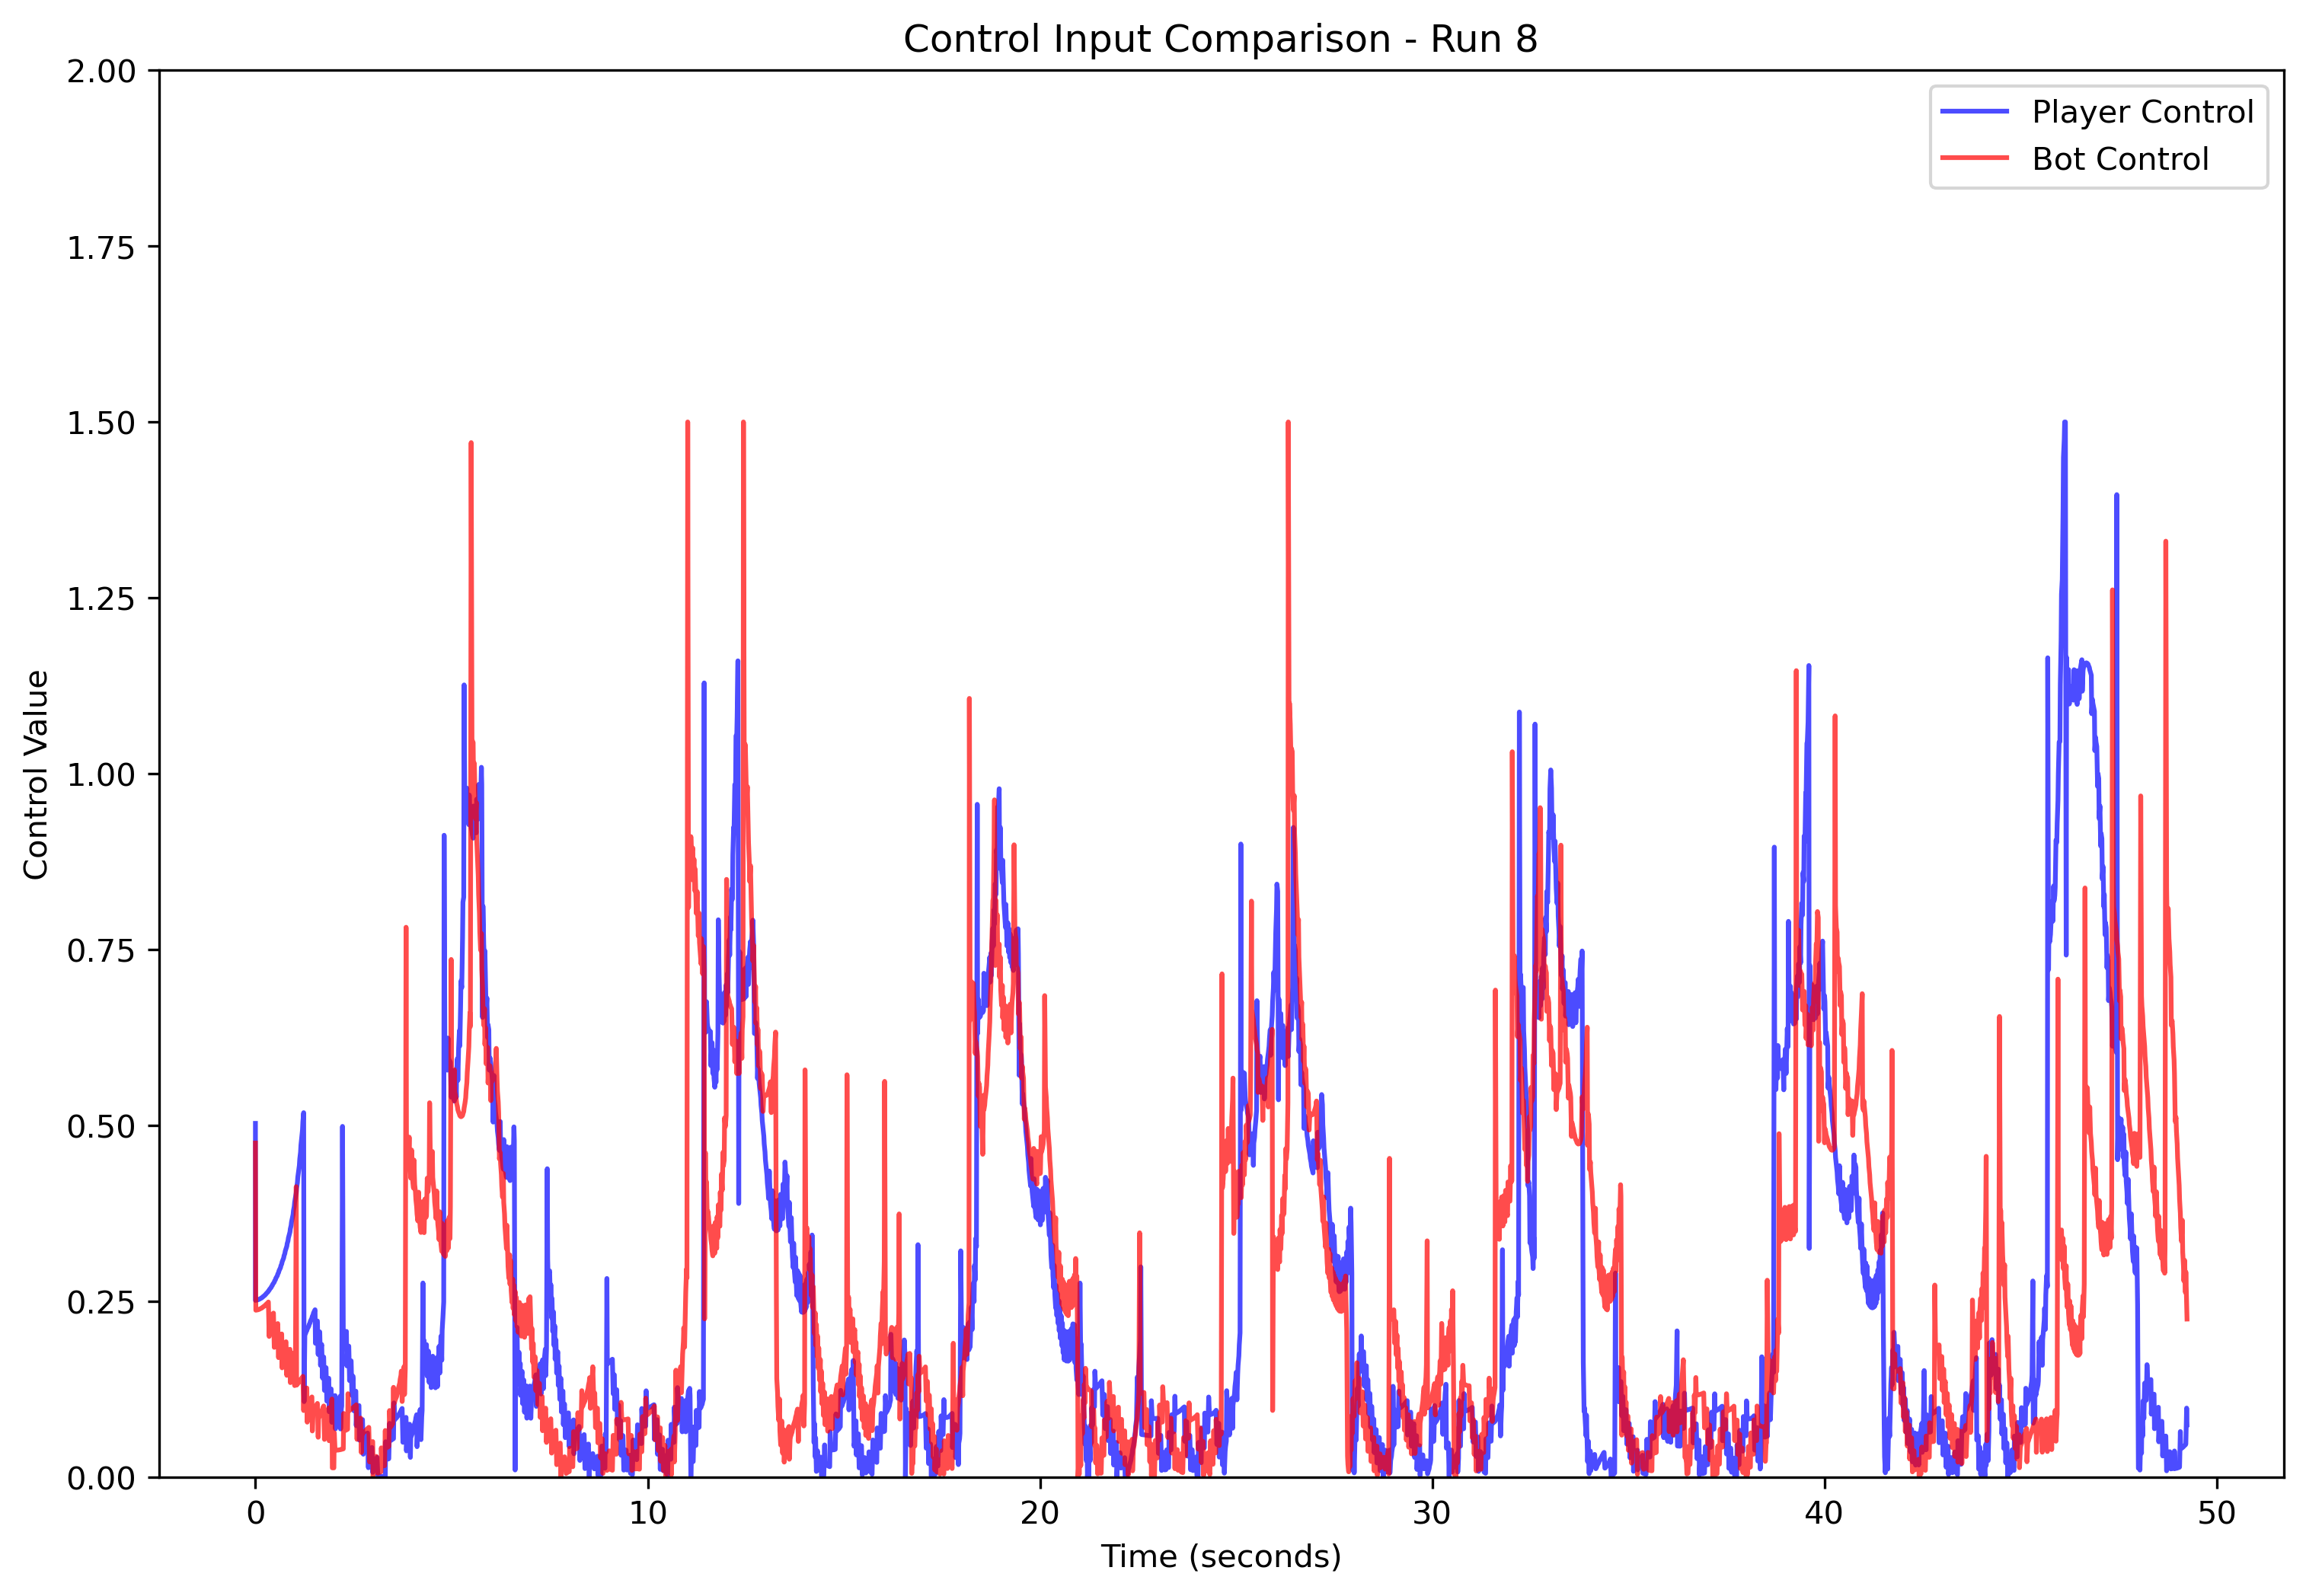 Control Input Comparison - Run 8
2.00
1.75
1.50
1.25
1.00
0.75
0.50
0.25
0.00
Control Value
Player Control
Bot Control
0 10 20 30 40 50
Time (seconds)